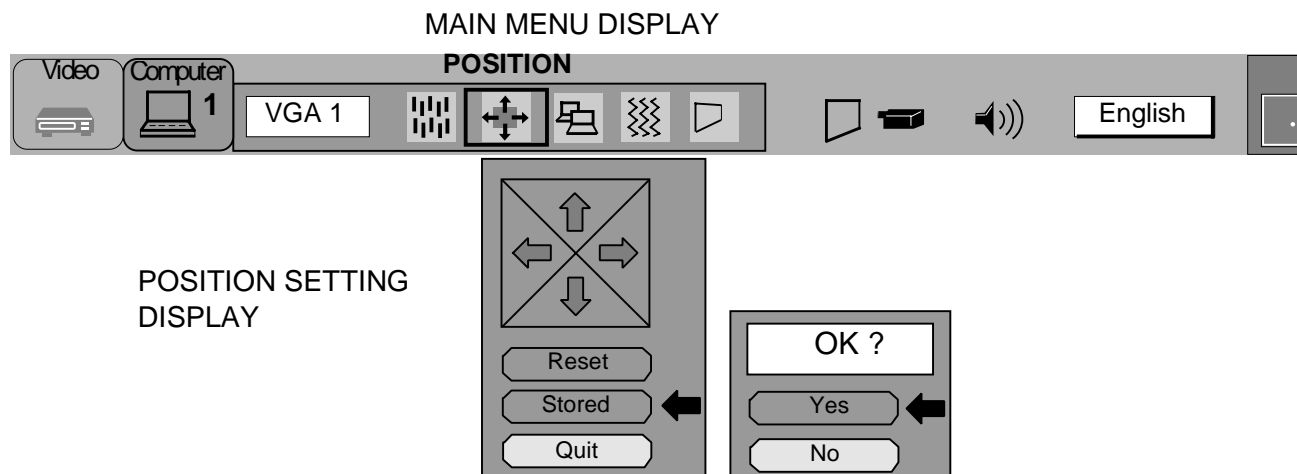 MAIN MENU DISPLAY
POSITION
Video
Computer
1
VGA 1
English
POSITION SETTING
DISPLAY
Reset
Stored
Quit
OK ?
Yes
No